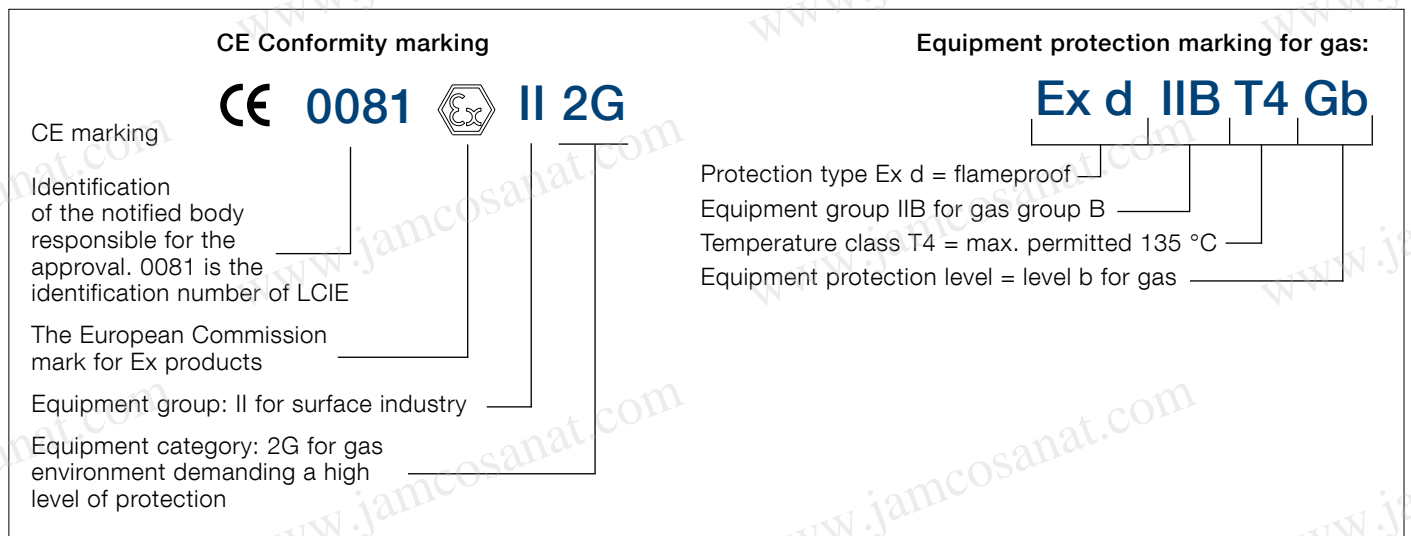 CE Conformity marking
CE 0081 Ex II 2G
CE marking
Identification
of the notified body
responsible for the
approval. 0081 is the
identification number of LCIE
The European Commission
mark for Ex products
Equipment group: II for surface industry
Equipment category: 2G for gas
environment demanding a high
level of protection
Equipment protection marking for gas:
Ex d IIB T4 Gb
Protection type Ex d = flameproof
Equipment group IIB for gas group B
Temperature class T4 = max. permitted 135 °C
Equipment protection level = level b for gas
www.jamcosanat.com